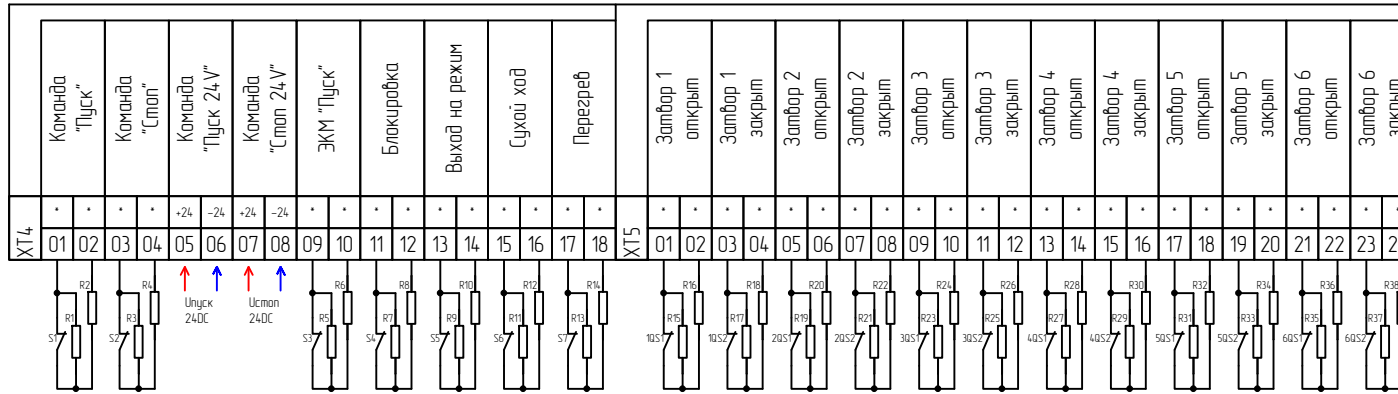 Команда
"Пуск"
Команда
"Стоп"
Команда
"Пуск 24 V"
Команда
"Стоп 24 V"
ЭКМ "Пуск"
Блокировка
Выход на режим
Сухой ход
Перегрев
Затвор 1
открыт
Затвор 1
закрыт
Затвор 2
открыт
Затвор 2
закрыт
Затвор 3
открыт
Затвор 3
закрыт
Затвор 4
открыт
Затвор 4
закрыт
Затвор 5
открыт
Затвор 5
закрыт
Затвор 6
открыт
Затвор 6
закрыт
* * * * +24 -24 +24 -24 * * * * * * * * * * * * * * * * * * * * * * * * * * * * * * * * *
XT4 01 02 03 04 05 06 07 08 09 10 11 12 13 14 15 16 17 18 XT5 01 02 03 04 05 06 07 08 09 10 11 12 13 14 15 16 17 18 19 20 21 22 23
R2 R4 R6 R8 R10 R12 R14 R16 R18 R20 R22 R24 R26 R28 R30 R32 R34 R36 R38
Uпуск
24DC
Uстоп
24DC
R1 R3 R5 R7 R9 R11 R13 R15 R17 R19 R21 R23 R25 R27 R29 R31 R33 R35 R37
S1 S2 S3 S4 S5 S6 S7 1QS1 1QS2 2QS1 2QS2 3QS1 3QS2 4QS1 4QS2 5QS1 5QS2 6QS1 6QS2